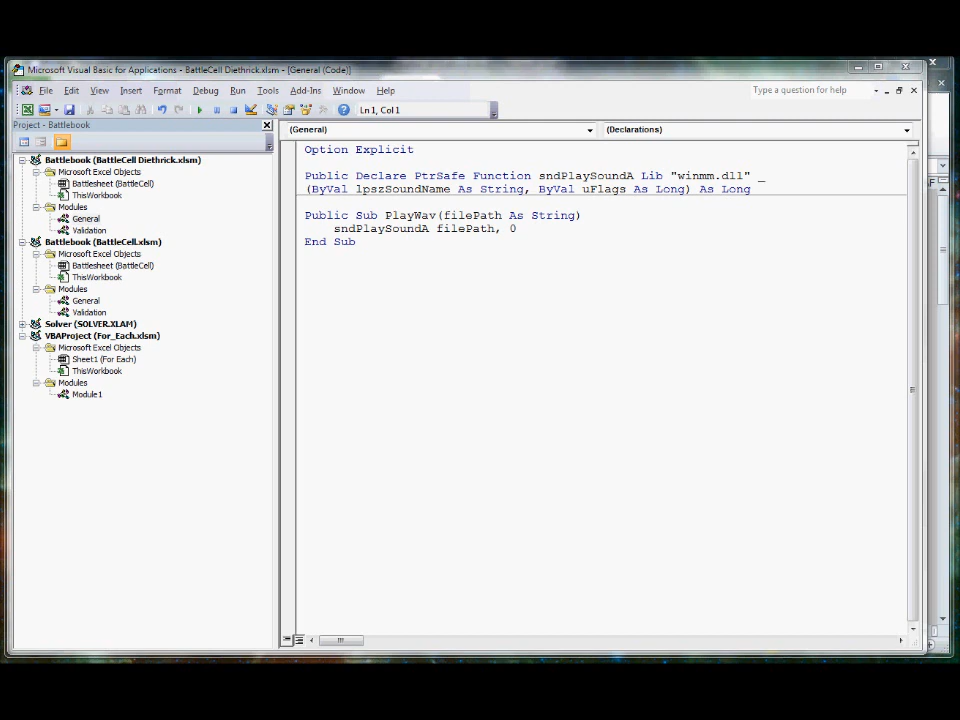 Microsoft Visual Basic for Applications - BattleCell Diethrick.xlsm - [General (Code)]
File Edit View Insert Format Debug Run Tools Add-Ins Window Help
Type a question for help
Ln 1, Col 1
Project - Battlebook
(General)
(Declarations)
Battlebook (BattleCell Diethrick.xlsm)
Microsoft Excel Objects
Battlesheet (BattleCell)
ThisWorkbook
Modules
General
Validation
Battlebook (BattleCell.xlsm)
Microsoft Excel Objects
Battlesheet (BattleCell)
ThisWorkbook
Modules
General
Validation
Solver (SOLVER.XLAM)
VBAProject (For_Each.xlsm)
Microsoft Excel Objects
Sheet1 (For Each)
ThisWorkbook
Modules
Module1
Option Explicit
Public Declare PtrSafe Function sndPlaySoundA Lib "winmm.dll" _
(ByVal lpszSoundName As String, ByVal uFlags As Long) As Long
Public Sub PlayWav(filePath As String)
sndPlaySoundA filePath, 0
End Sub